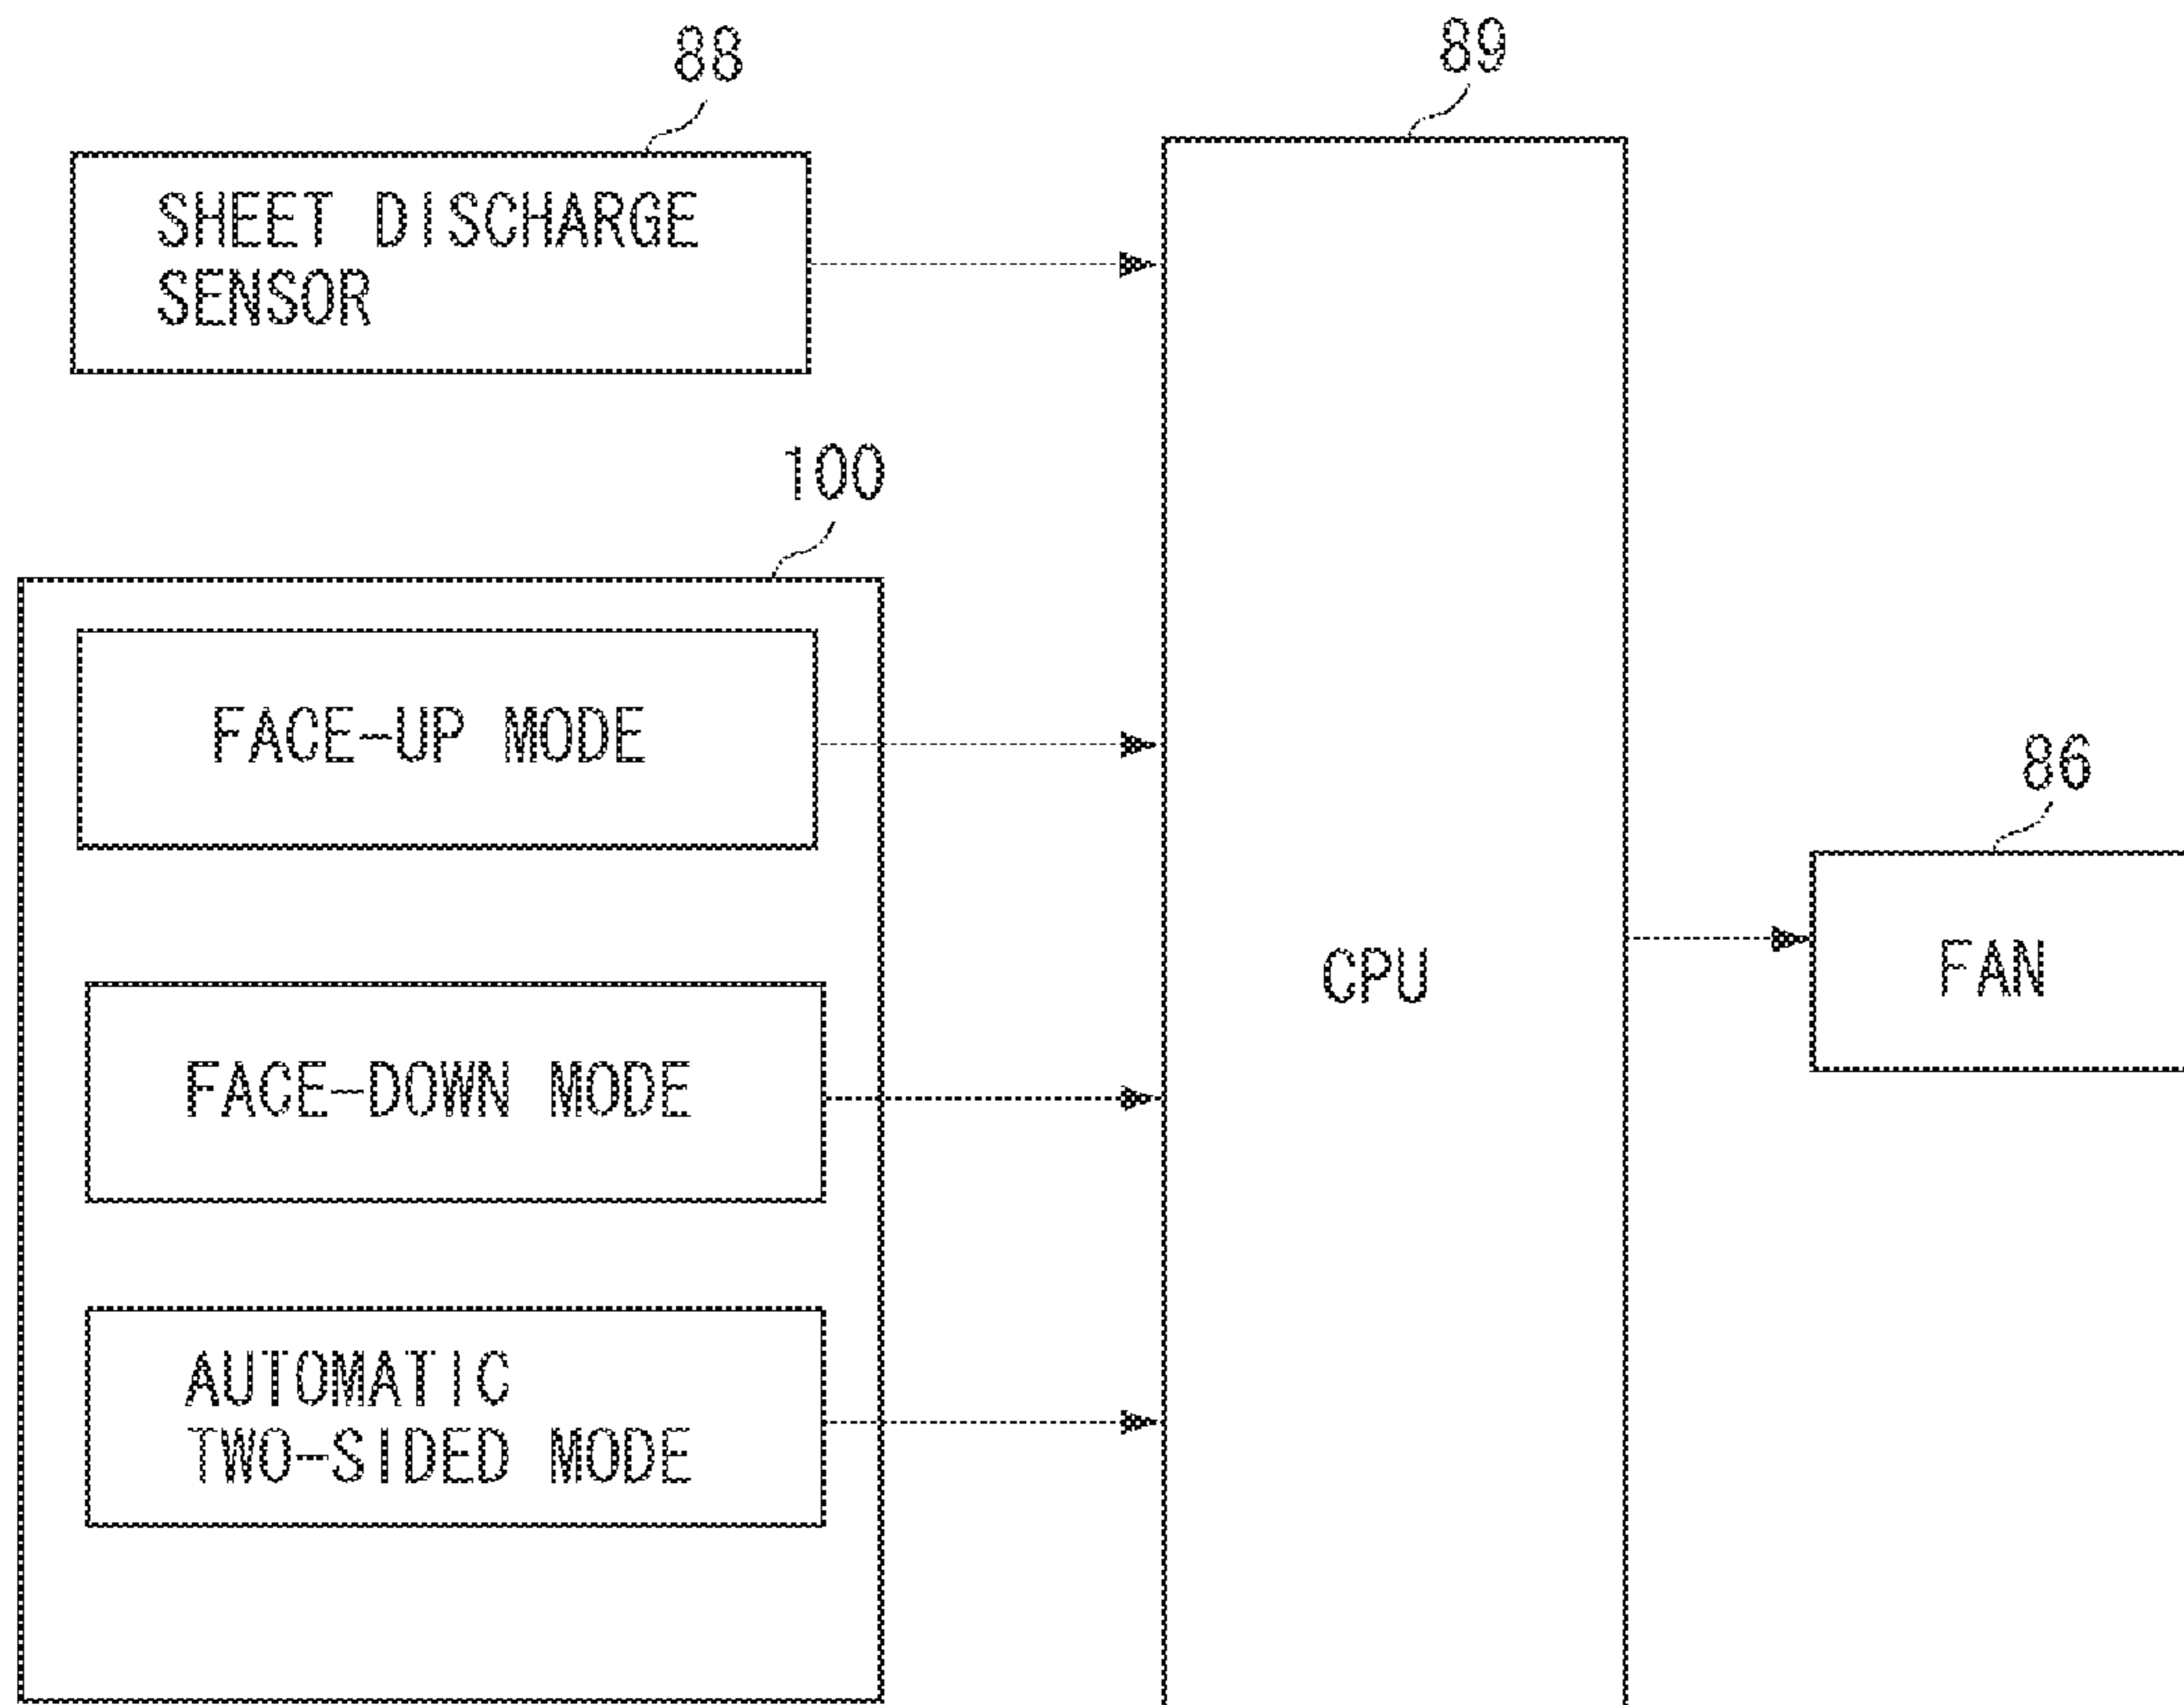 88
SHEET DISCHARGE
SENSOR
89
100
FACE-UP MODE
FACE-DOWN MODE
AUTOMATIC
TWO-SIDED MODE
CPU
86
FAN